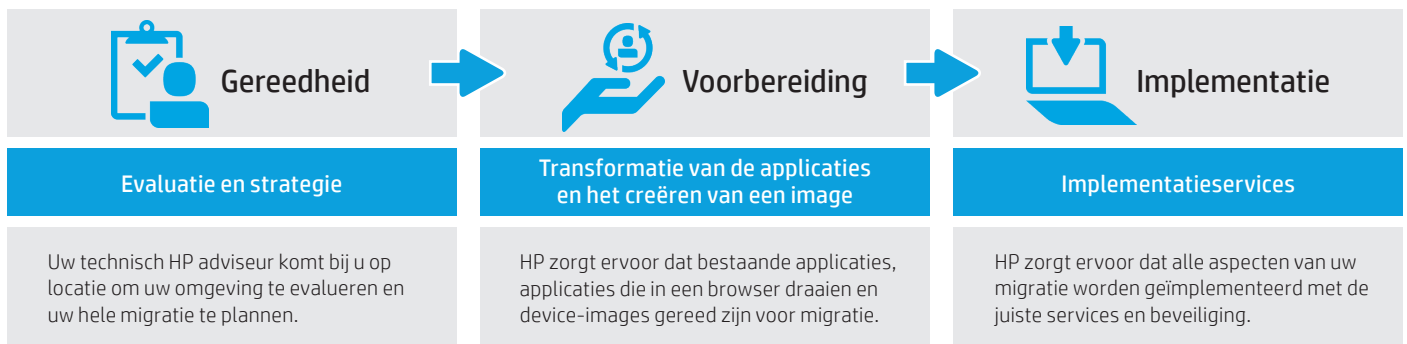 Gereedheid
Evaluatie en strategie
Uw technisch HP adviseur komt bij u op
locatie om uw omgeving te evalueren en
uw hele migratie te plannen.
Voorbereiding
Transformatie van de applicaties
en het creëren van een image
HP zorgt ervoor dat bestaande applicaties,
applicaties die in een browser draaien en
device-images gereed zijn voor migratie.
Implementatie
Implementatieservices
HP zorgt ervoor dat alle aspecten van uw
migratie worden geïmplementeerd met de
juiste services en beveiliging.